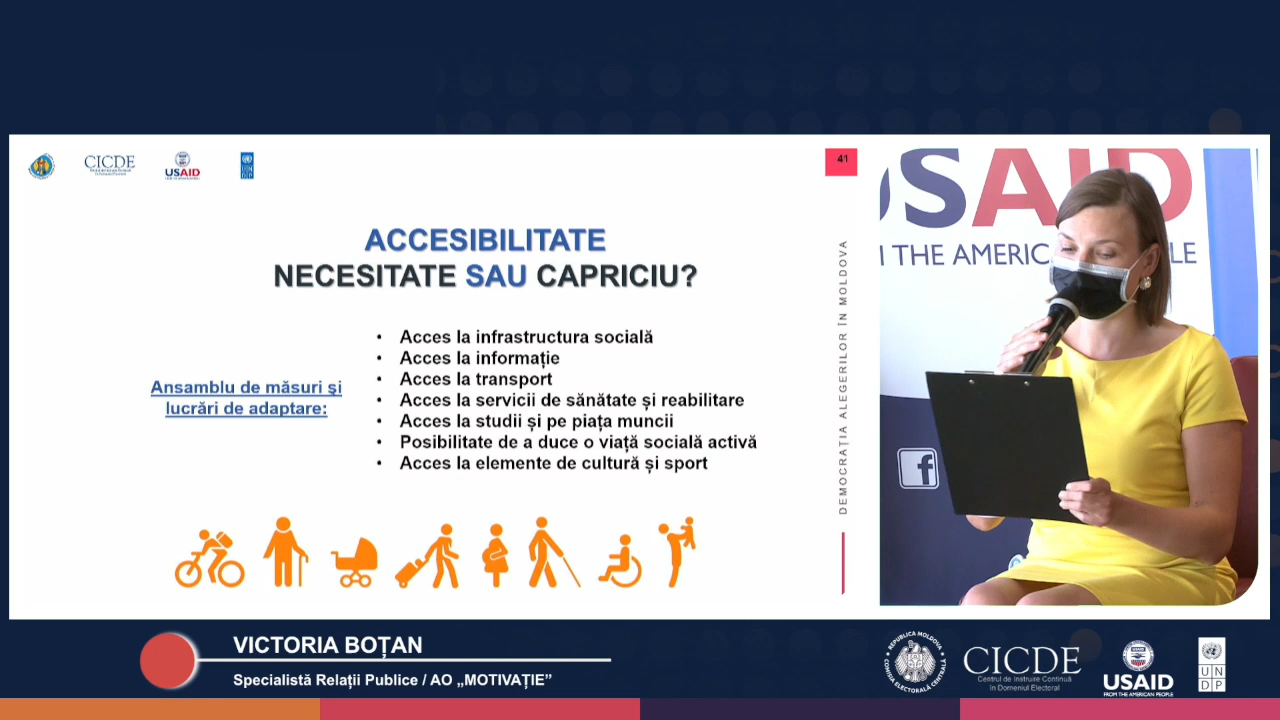 CICDE
USAID
41
ACCESIBILITATE
NECESITATE SAU CAPRICIU?
Ansamblu de măsuri şi
lucrări de adaptare:
• Acces la infrastructura socială
• Acces la informație
• Acces la transport
• Acces la servicii de sănătate și reabilitare
• Acces la studii și pe piața muncii
• Posibilitate de a duce o viață socială activă
• Acces la elemente de cultură și sport
DEMOCRAȚIA ALEGERILOR ÎN MOLDOVA
USAID
THE AMERIC
LE
f
VICTORIA BOȚAN
Specialistă Relații Publice / AO „MOTIVAȚIE”
REPUBLICA MOLDOVA
COMISIA ELECTORALĂ CENTRALĂ
CICDE
Centrul de Instruire Continuă
în Domeniul Electoral
USAID
FROM THE AMERICAN PEOPLE
UN
DP